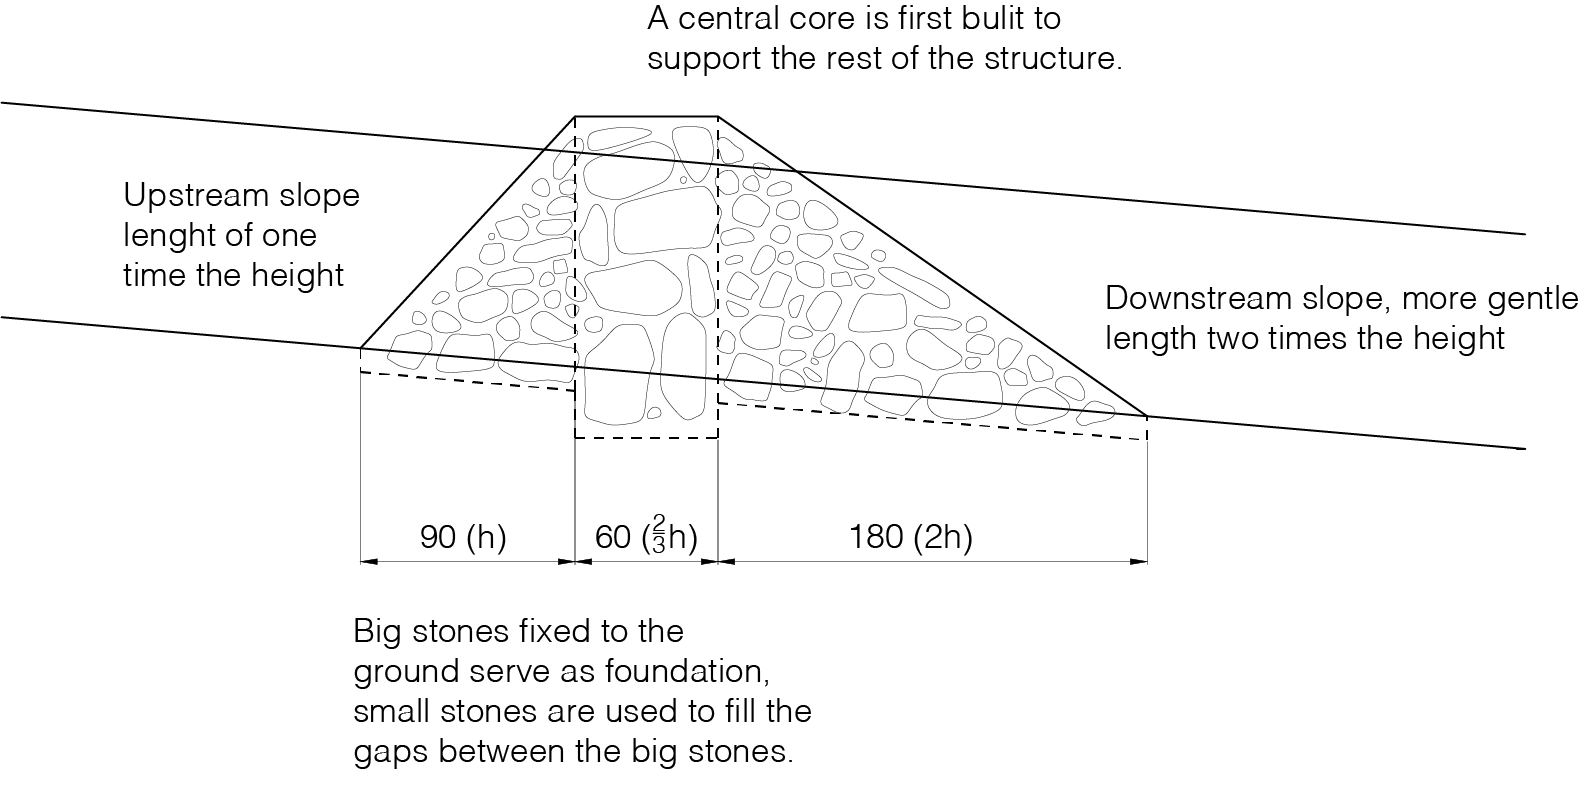 A central core is first bulit to
support the rest of the structure.
Upstream slope
lenght of one
time the height
Downstream slope, more gentle
length two times the height
90 (h)
60 (2/3h)
180 (2h)
Big stones fixed to the
ground serve as foundation,
small stones are used to fill the
gaps between the big stones.